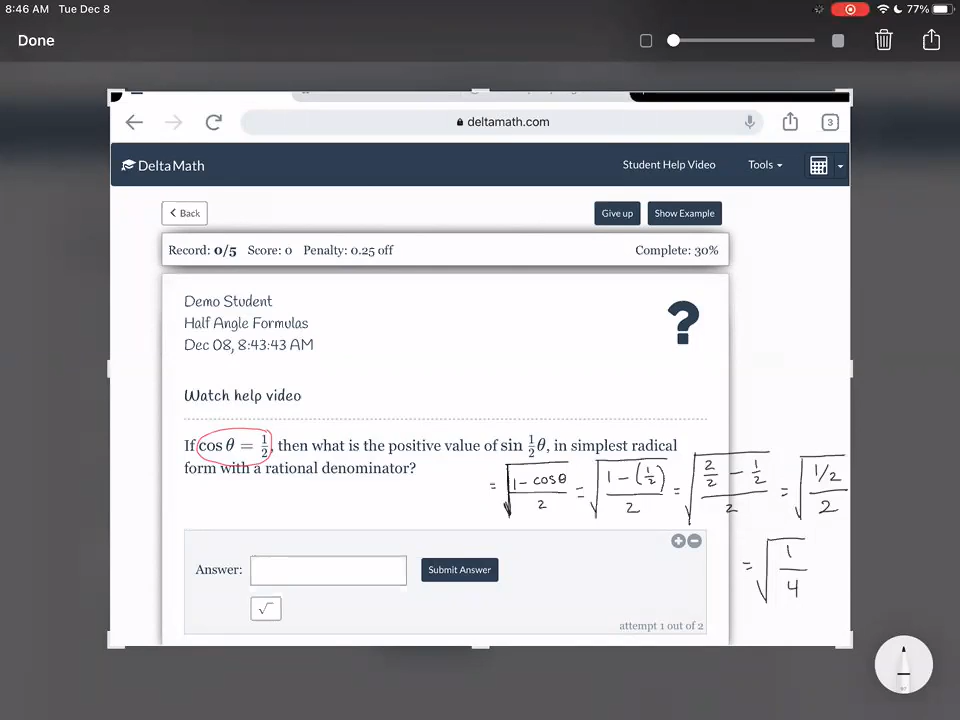 8:46 AM Tue Dec 8
77%
Done
deltamath.com
3
DeltaMath
Student Help Video
Tools
Back
Give up
Show Example
Record: 0/5 Score: 0 Penalty: 0.25 off
Complete: 30%
Demo Student
Half Angle Formulas
Dec 08, 8:43:43 AM
?
Watch help video
If cos θ = 1/2, then what is the positive value of sin 1/2 θ, in simplest radical
form with a rational denominator?
= √((1 - cosθ)/2) = √((1 - (1/2))/2) = √((2/2 - 1/2)/2) = √((1/2)/2)
= √(1/4)
Answer:
Submit Answer
√
attempt 1 out of 2